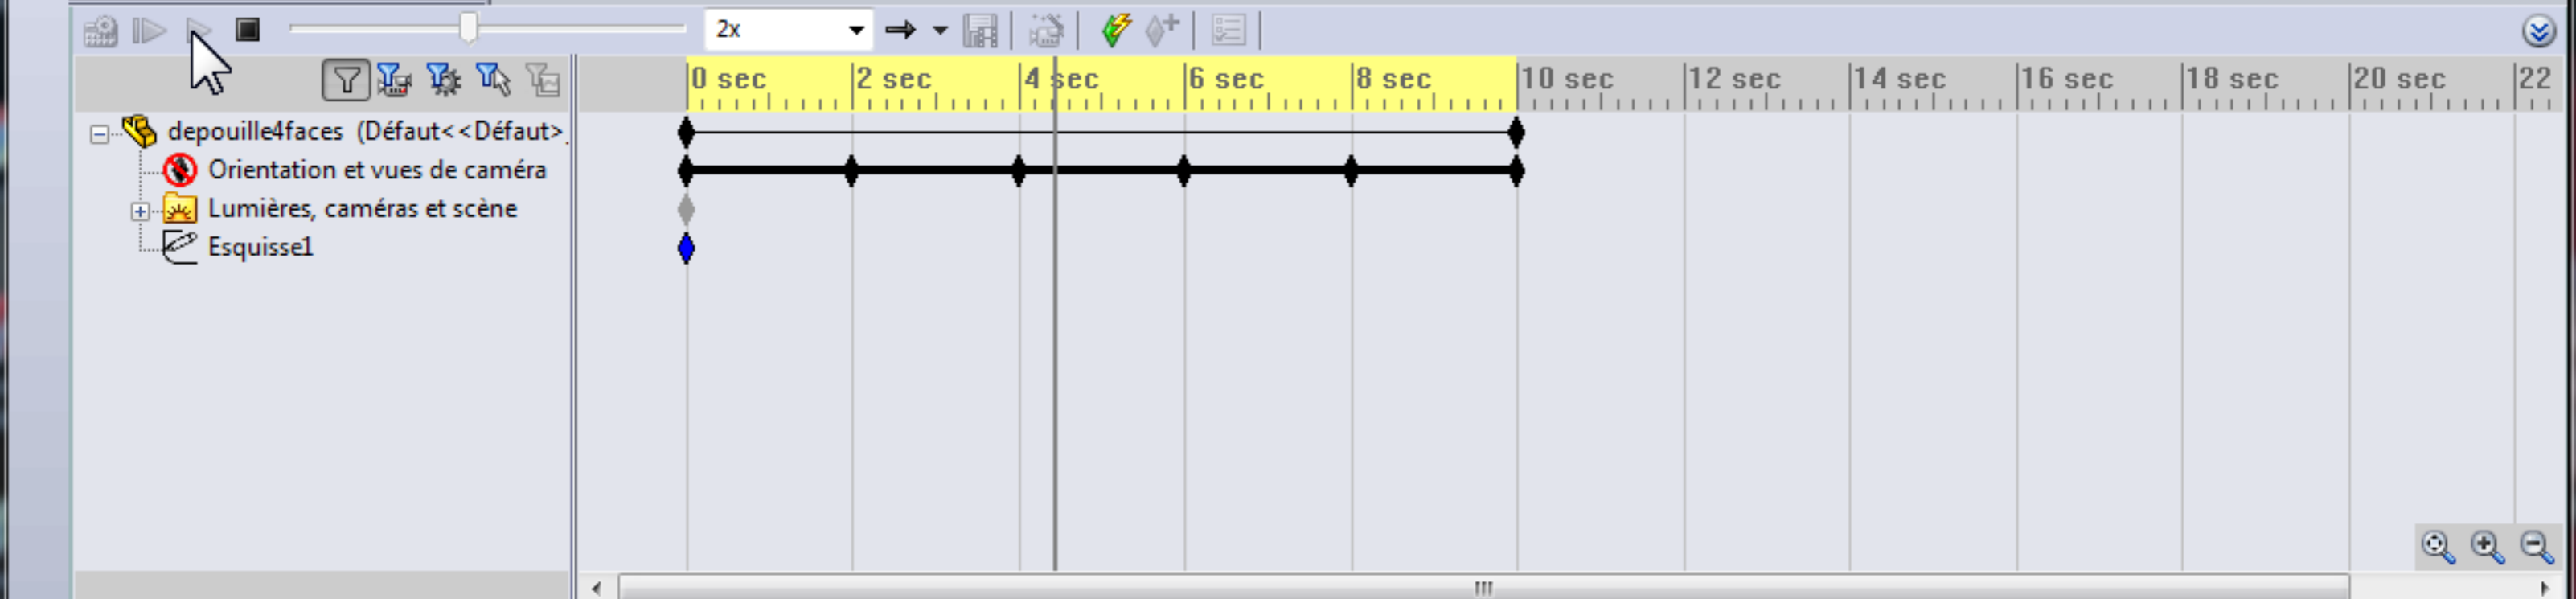 2x
0 sec 2 sec 4 sec 6 sec 8 sec 10 sec 12 sec 14 sec 16 sec 18 sec 20 sec 22
depouille4faces (Défaut<<Défaut>.
Orientation et vues de caméra
Lumières, caméras et scène
Esquisse1